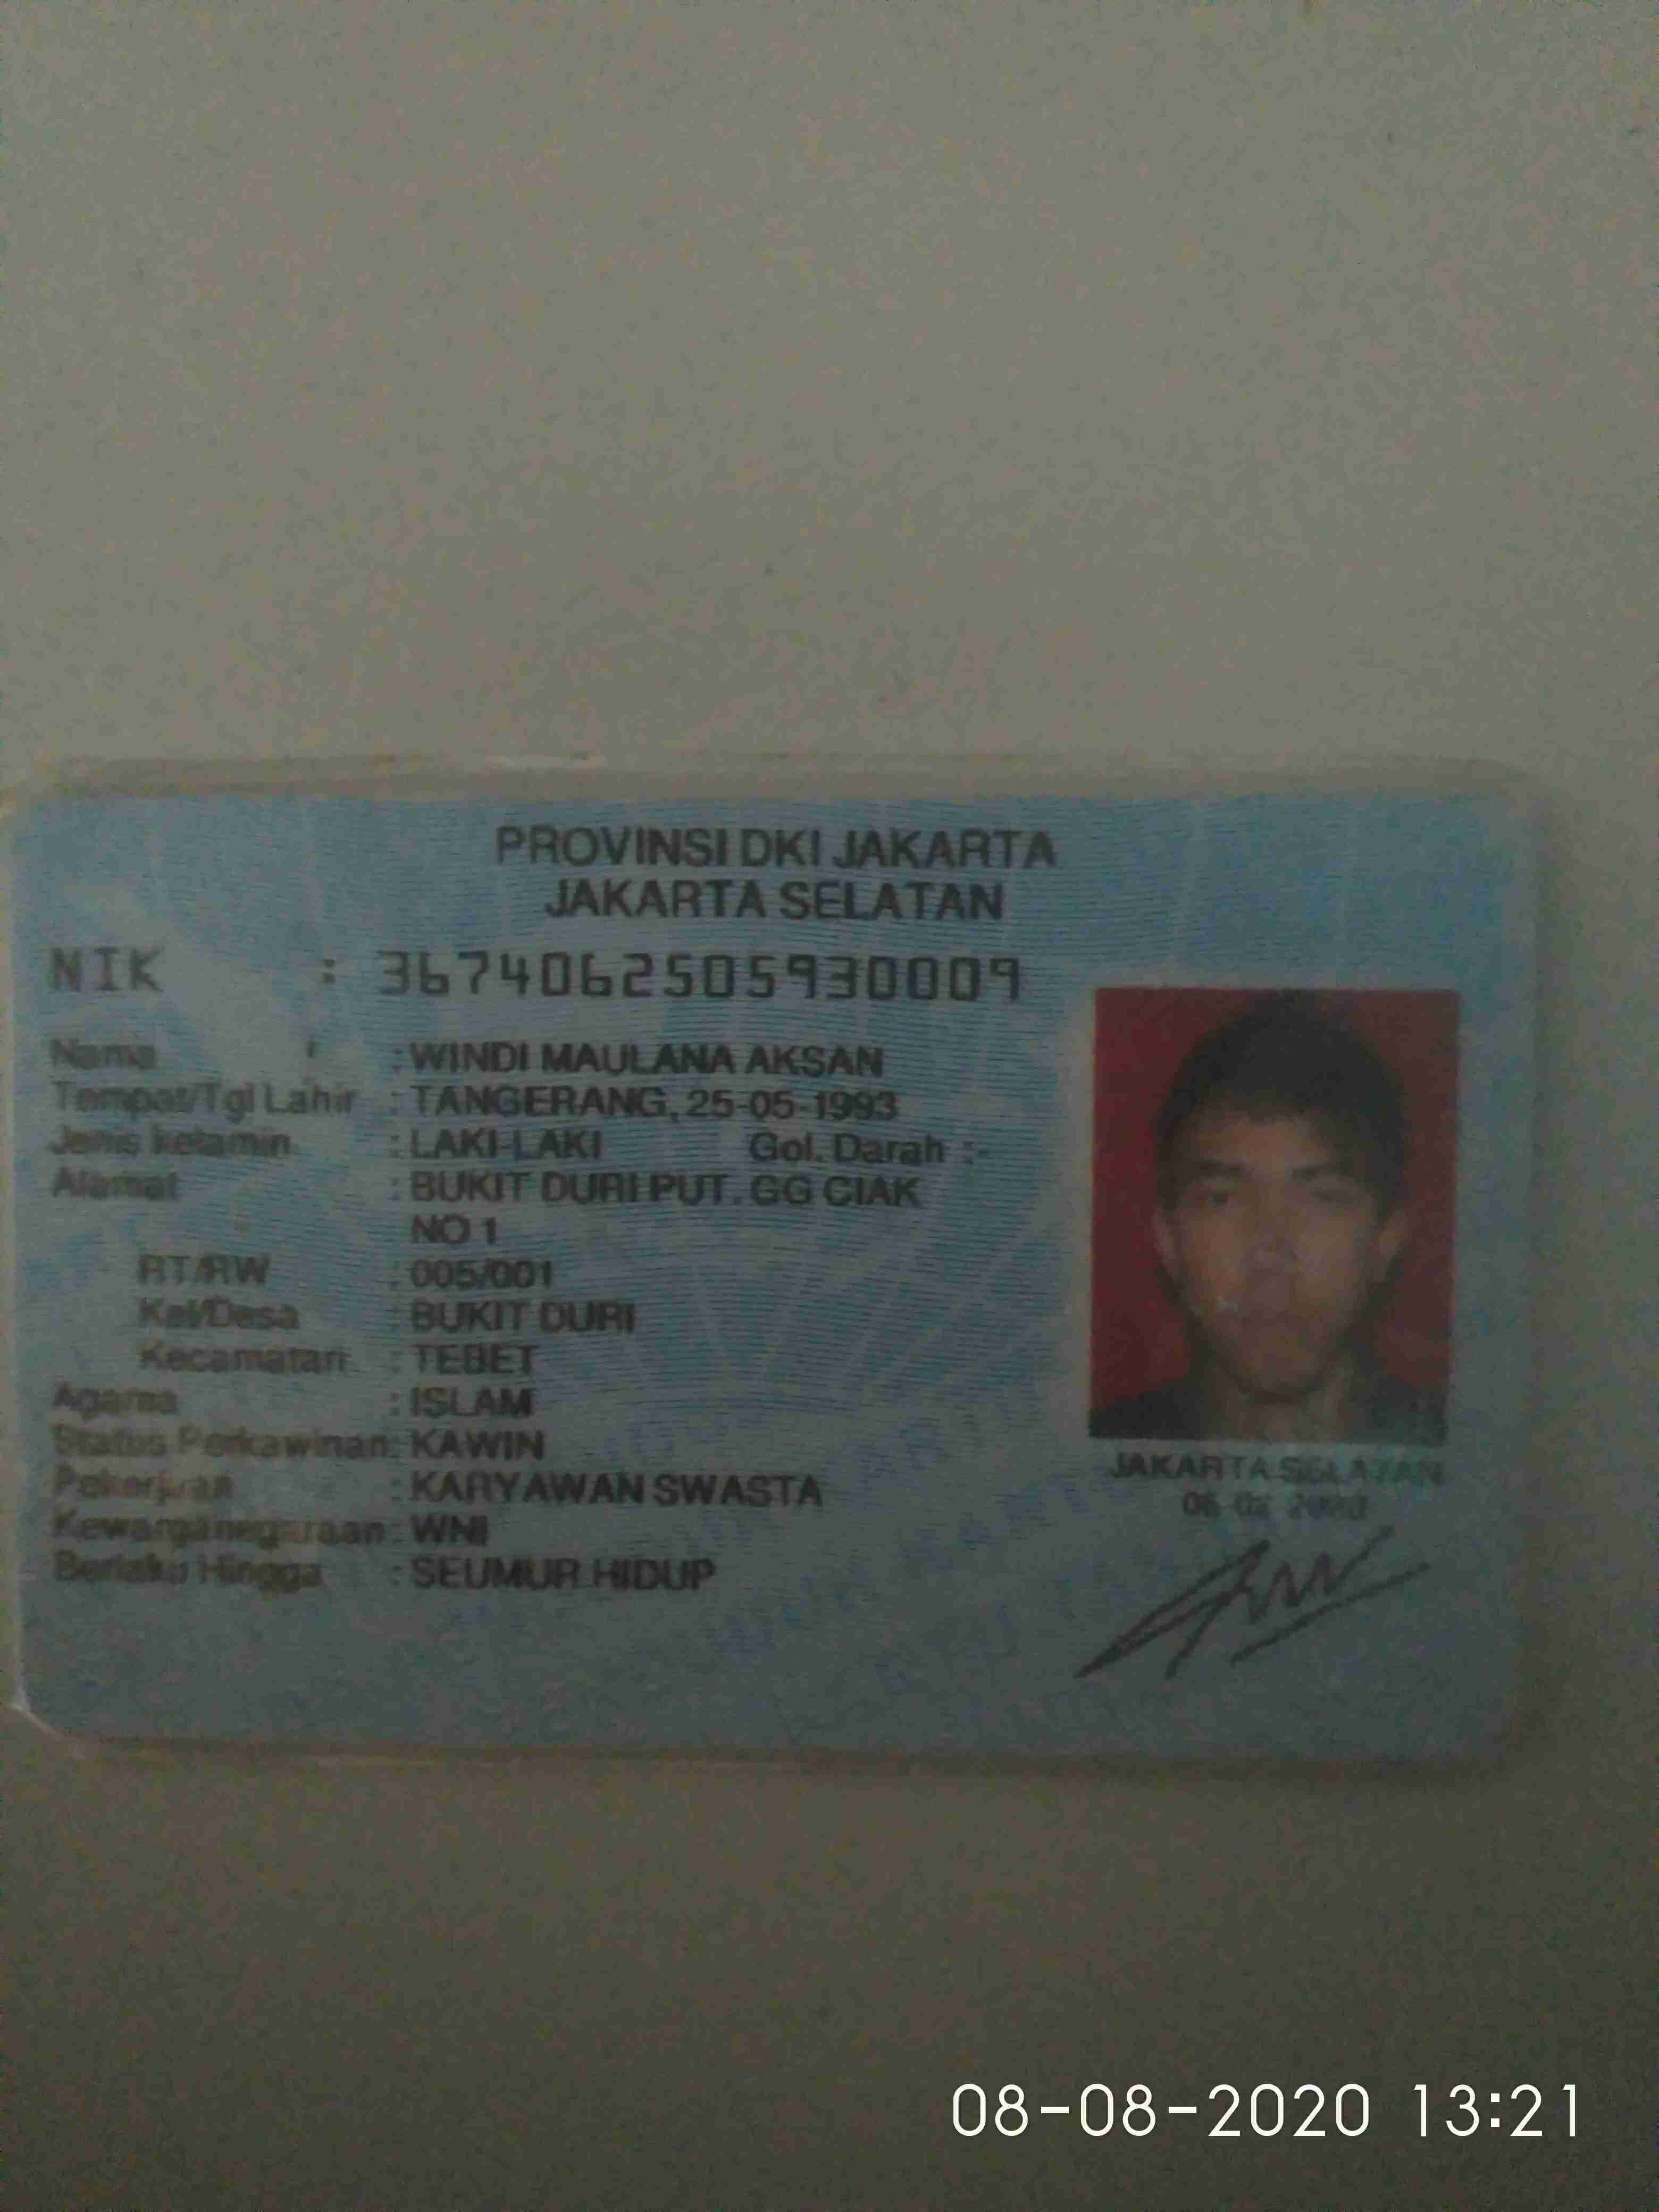 PROVINSI DKI JAKARTA
JAKARTA SELATAN
NIK : 3674062505930009
Nama : WINDI MAULANA AKSAN
Tempat/Tgl Lahir : TANGERANG, 25-05-1993
Jenis kelamin : LAKI-LAKI Gol. Darah : -
Alamat : BUKIT DURI PUT. GG CIAK
NO 1
RT/RW : 005/001
Kel/Desa : BUKIT DURI
Kecamatan : TEBET
Agama : ISLAM
Status Perkawinan : KAWIN
Pekerjaan : KARYAWAN SWASTA
Kewarganegaraan : WNI
Berlaku Hingga : SEUMUR HIDUP
JAKARTA SELATAN
08-08-2020 13:21